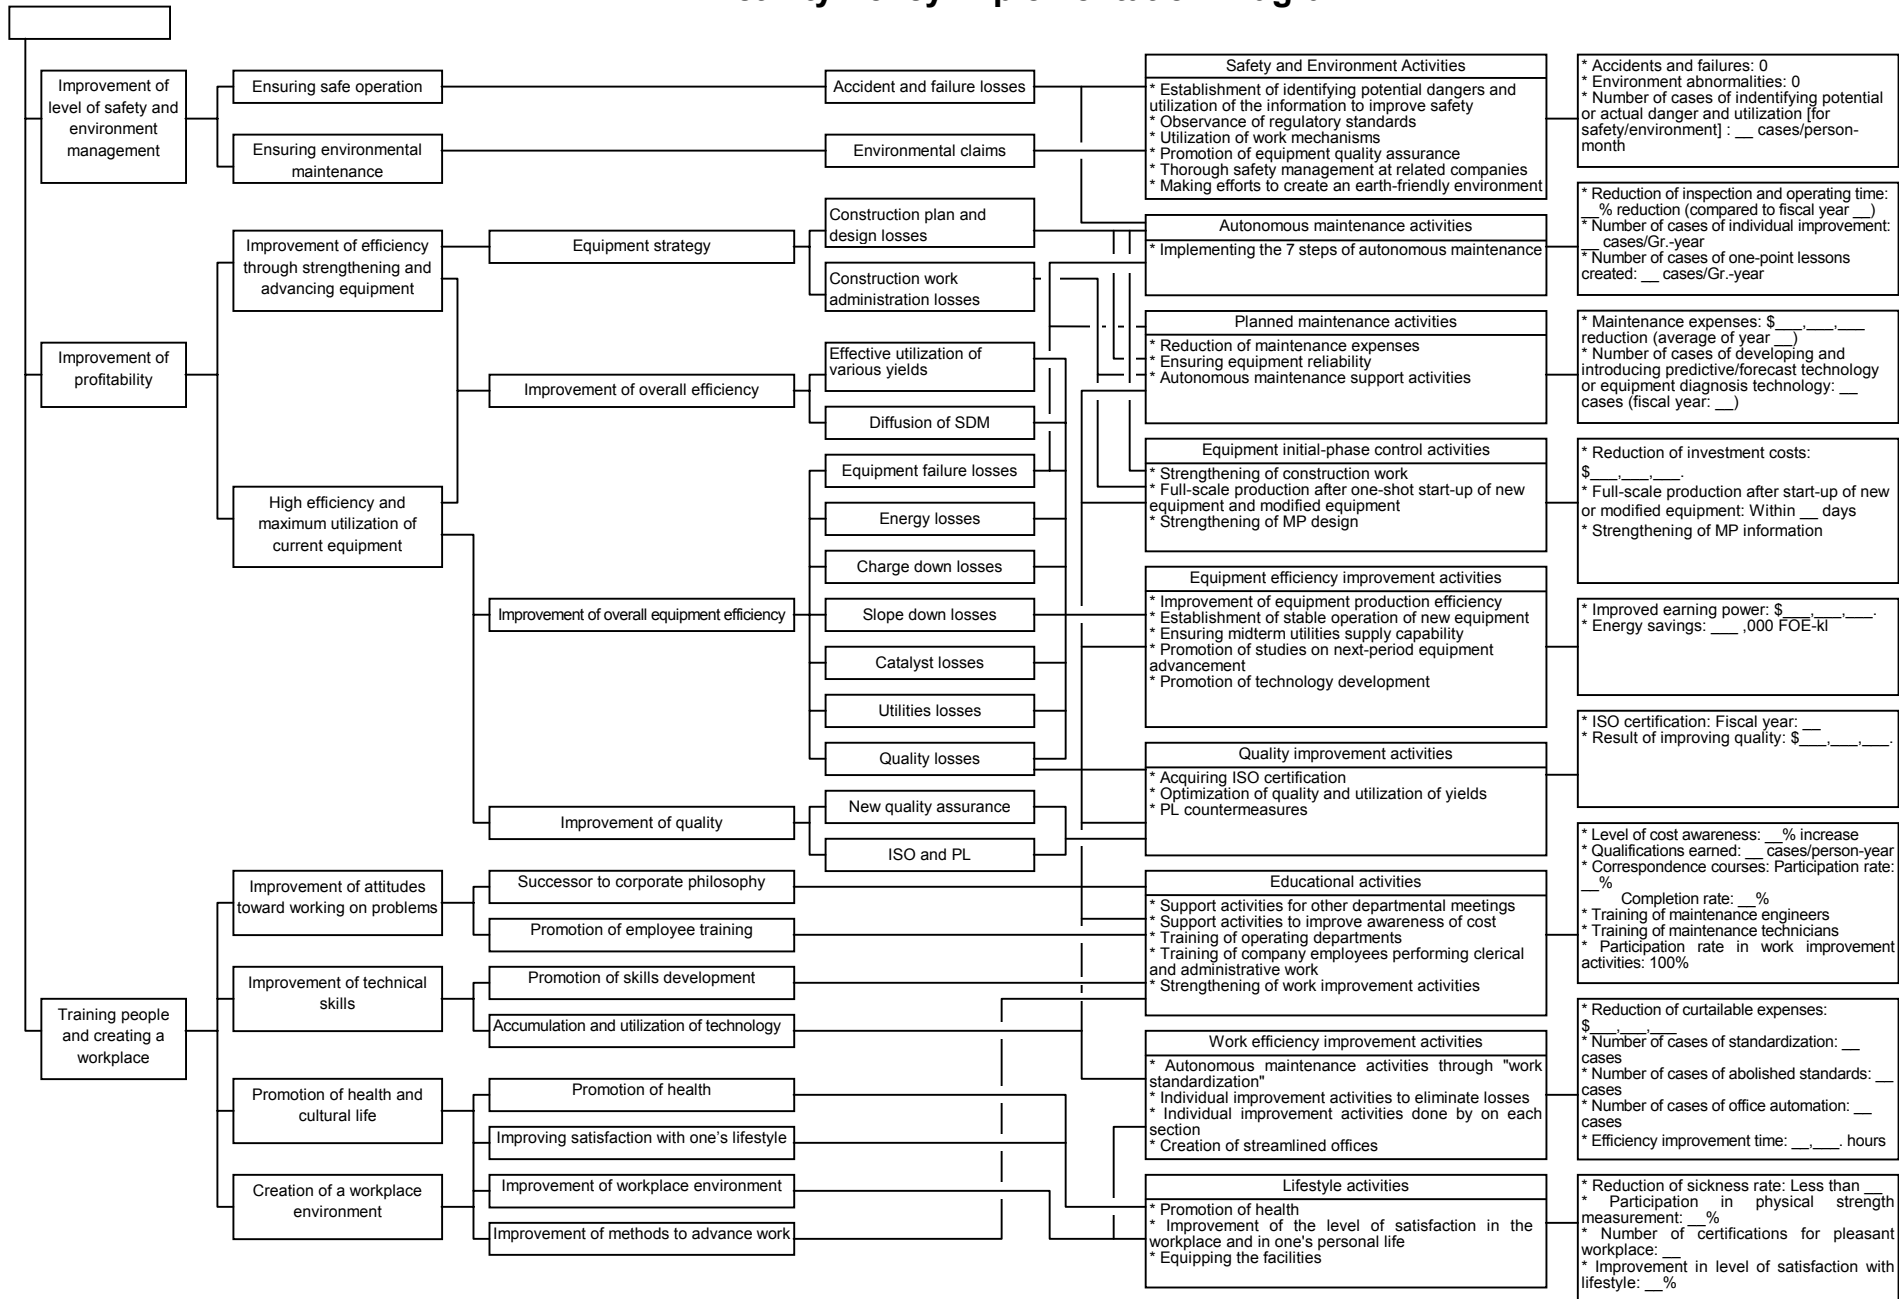 Improvement of
level of safety and
environment
management
Improvement of
profitability
Training people
and creating a
workplace
Ensuring safe operation
Ensuring environmental
maintenance
Improvement of efficiency
through strengthening and
advancing equipment
High efficiency and
maximum utilization of
current equipment
Improvement of attitudes
toward working on problems
Improvement of technical
skills
Promotion of health and
cultural life
Creation of a workplace
environment
Equipment strategy
Improvement of overall efficiency
Improvement of overall equipment efficiency
Improvement of quality
Successor to corporate philosophy
Promotion of employee training
Promotion of skills development
Accumulation and utilization of technology
Promotion of health
Improving satisfaction with one’s lifestyle
Improvement of workplace environment
Improvement of methods to advance work
Accident and failure losses
Environmental claims
Construction plan and
design losses
Construction work
administration losses
Effective utilization of
various yields
Diffusion of SDM
Equipment failure losses
Energy losses
Charge down losses
Slope down losses
Catalyst losses
Utilities losses
Quality losses
New quality assurance
ISO and PL
Safety and Environment Activities
* Establishment of identifying potential dangers and
utilization of the information to improve safety
* Observance of regulatory standards
* Utilization of work mechanisms
* Promotion of equipment quality assurance
* Thorough safety management at related companies
* Making efforts to create an earth-friendly environment
Autonomous maintenance activities
* Implementing the 7 steps of autonomous maintenance
Planned maintenance activities
* Reduction of maintenance expenses
* Ensuring equipment reliability
* Autonomous maintenance support activities
Equipment initial-phase control activities
* Strengthening of construction work
* Full-scale production after one-shot start-up of new
equipment and modified equipment
* Strengthening of MP design
Equipment efficiency improvement activities
* Improvement of equipment production efficiency
* Establishment of stable operation of new equipment
* Ensuring midterm utilities supply capability
* Promotion of studies on next-period equipment
advancement
* Promotion of technology development
Quality improvement activities
* Acquiring ISO certification
* Optimization of quality and utilization of yields
* PL countermeasures
Educational activities
* Support activities for other departmental meetings
* Support activities to improve awareness of cost
* Training of operating departments
* Training of company employees performing clerical
and administrative work
* Strengthening of work improvement activities
Work efficiency improvement activities
* Autonomous maintenance activities through "work
standardization"
* Individual improvement activities to eliminate losses
* Individual improvement activities done by on each
section
* Creation of streamlined offices
Lifestyle activities
* Promotion of health
* Improvement of the level of satisfaction in the
workplace and in one's personal life
* Equipping the facilities
* Accidents and failures: 0
* Environment abnormalities: 0
* Number of cases of indentifying potential
or actual danger and utilization [for
safety/environment] : __ cases/person-
month
* Reduction of inspection and operating time:
__% reduction (compared to fiscal year __)
* Number of cases of individual improvement:
__ cases/Gr.-year
* Number of cases of one-point lessons
created: __ cases/Gr.-year
* Maintenance expenses: $___,___,___
reduction (average of year __)
* Number of cases of developing and
introducing predictive/forecast technology
or equipment diagnosis technology: __
cases (fiscal year: __)
* Reduction of investment costs:
$___,___,___.
* Full-scale production after start-up of new
or modified equipment: Within __ days
* Strengthening of MP information
* Improved earning power: $___,___,___.
* Energy savings: ___ ,000 FOE-kl
* ISO certification: Fiscal year: __
* Result of improving quality: $___,___,___.
* Level of cost awareness: __% increase
* Qualifications earned: __ cases/person-year
* Correspondence courses: Participation rate:
__%
Completion rate: __%
* Training of maintenance engineers
* Training of maintenance technicians
* Participation rate in work improvement
activities: 100%
* Reduction of curtailable expenses:
$___,___,___
* Number of cases of standardization: __
cases
* Number of cases of abolished standards: __
cases
* Number of cases of office automation: __
cases
* Efficiency improvement time: __,___. hours
* Reduction of sickness rate: Less than __
* Participation in physical strength
measurement: __%
* Number of certifications for pleasant
workplace: __
* Improvement in level of satisfaction with
lifestyle: __%